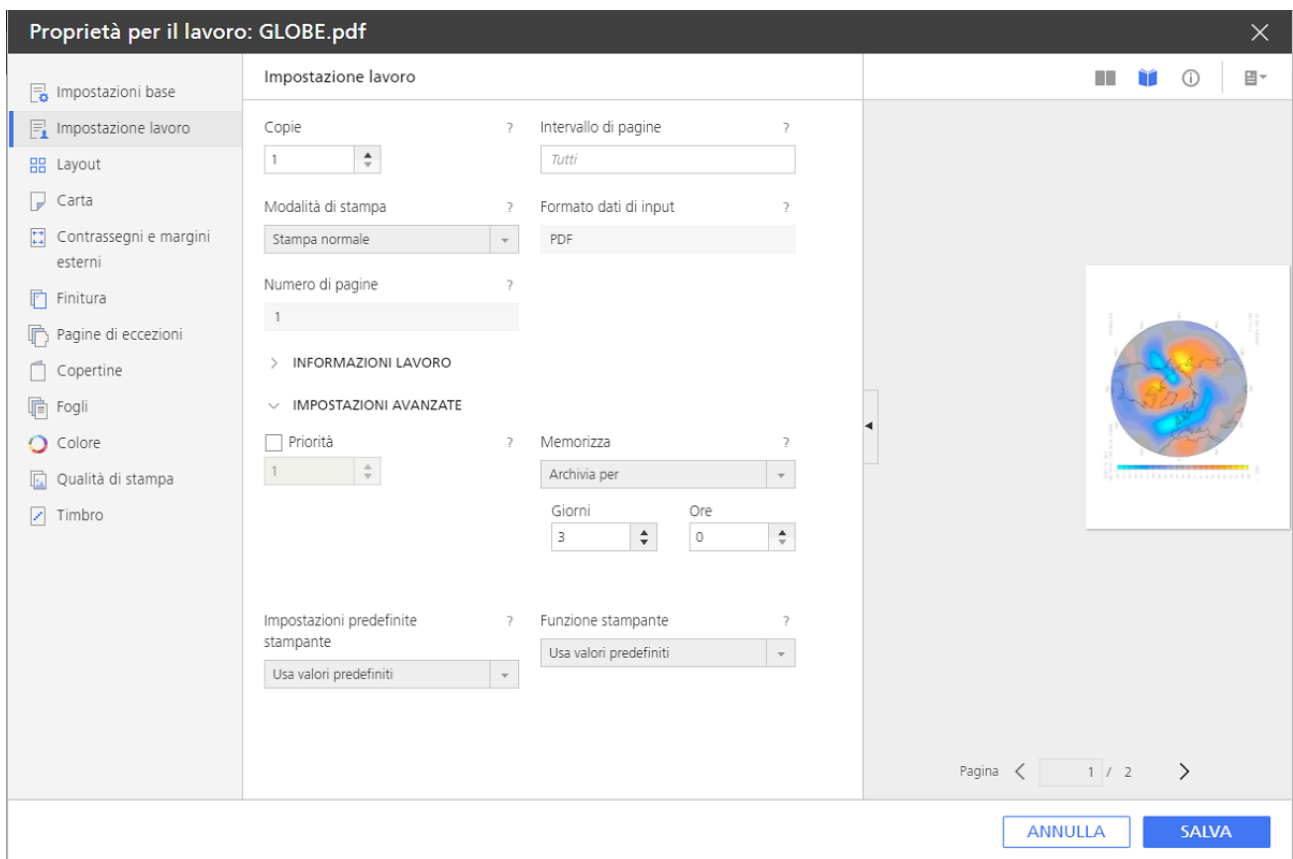 Proprietà per il lavoro: GLOBE.pdf
Impostazioni base
Impostazione lavoro
Layout
Carta
Contrassegni e margini
esterni
Finitura
Pagine di eccezioni
Copertine
Fogli
Colore
Qualità di stampa
Timbro
Impostazione lavoro
Copie ? Intervallo di pagine ?
1 Tutti
Modalità di stampa ? Formato dati di input ?
Stampa normale PDF
Numero di pagine ?
1
INFORMAZIONI LAVORO
IMPOSTAZIONI AVANZATE
Priorità ? Memorizza ?
1 Archivia per
Giorni Ore
3 0
Impostazioni predefinite ? Funzione stampante ?
stampante
Usa valori predefiniti Usa valori predefiniti
Pagina 1 / 2
ANNULLA SALVA